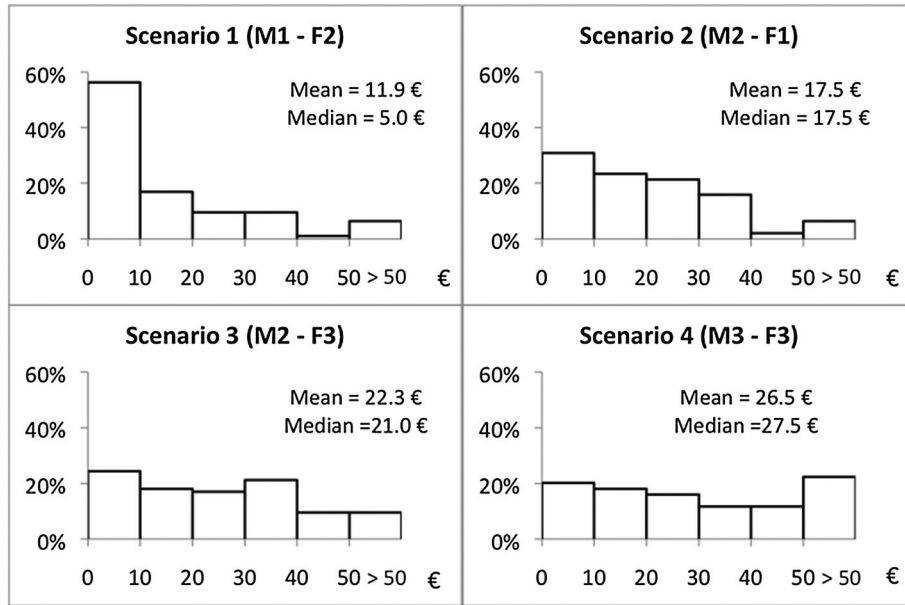 Scenario 1 (M1 - F2)
60%
40%
20%
0%
Mean = 11.9 €
Median = 5.0 €
0 10 20 30 40 50 > 50 €
Scenario 2 (M2 - F1)
60%
40%
20%
0%
Mean = 17.5 €
Median = 17.5 €
0 10 20 30 40 50 > 50 €
Scenario 3 (M2 - F3)
60%
40%
20%
0%
Mean = 22.3 €
Median =21.0 €
0 10 20 30 40 50 > 50 €
Scenario 4 (M3 - F3)
60%
40%
20%
0%
Mean = 26.5 €
Median =27.5 €
0 10 20 30 40 50 > 50 €